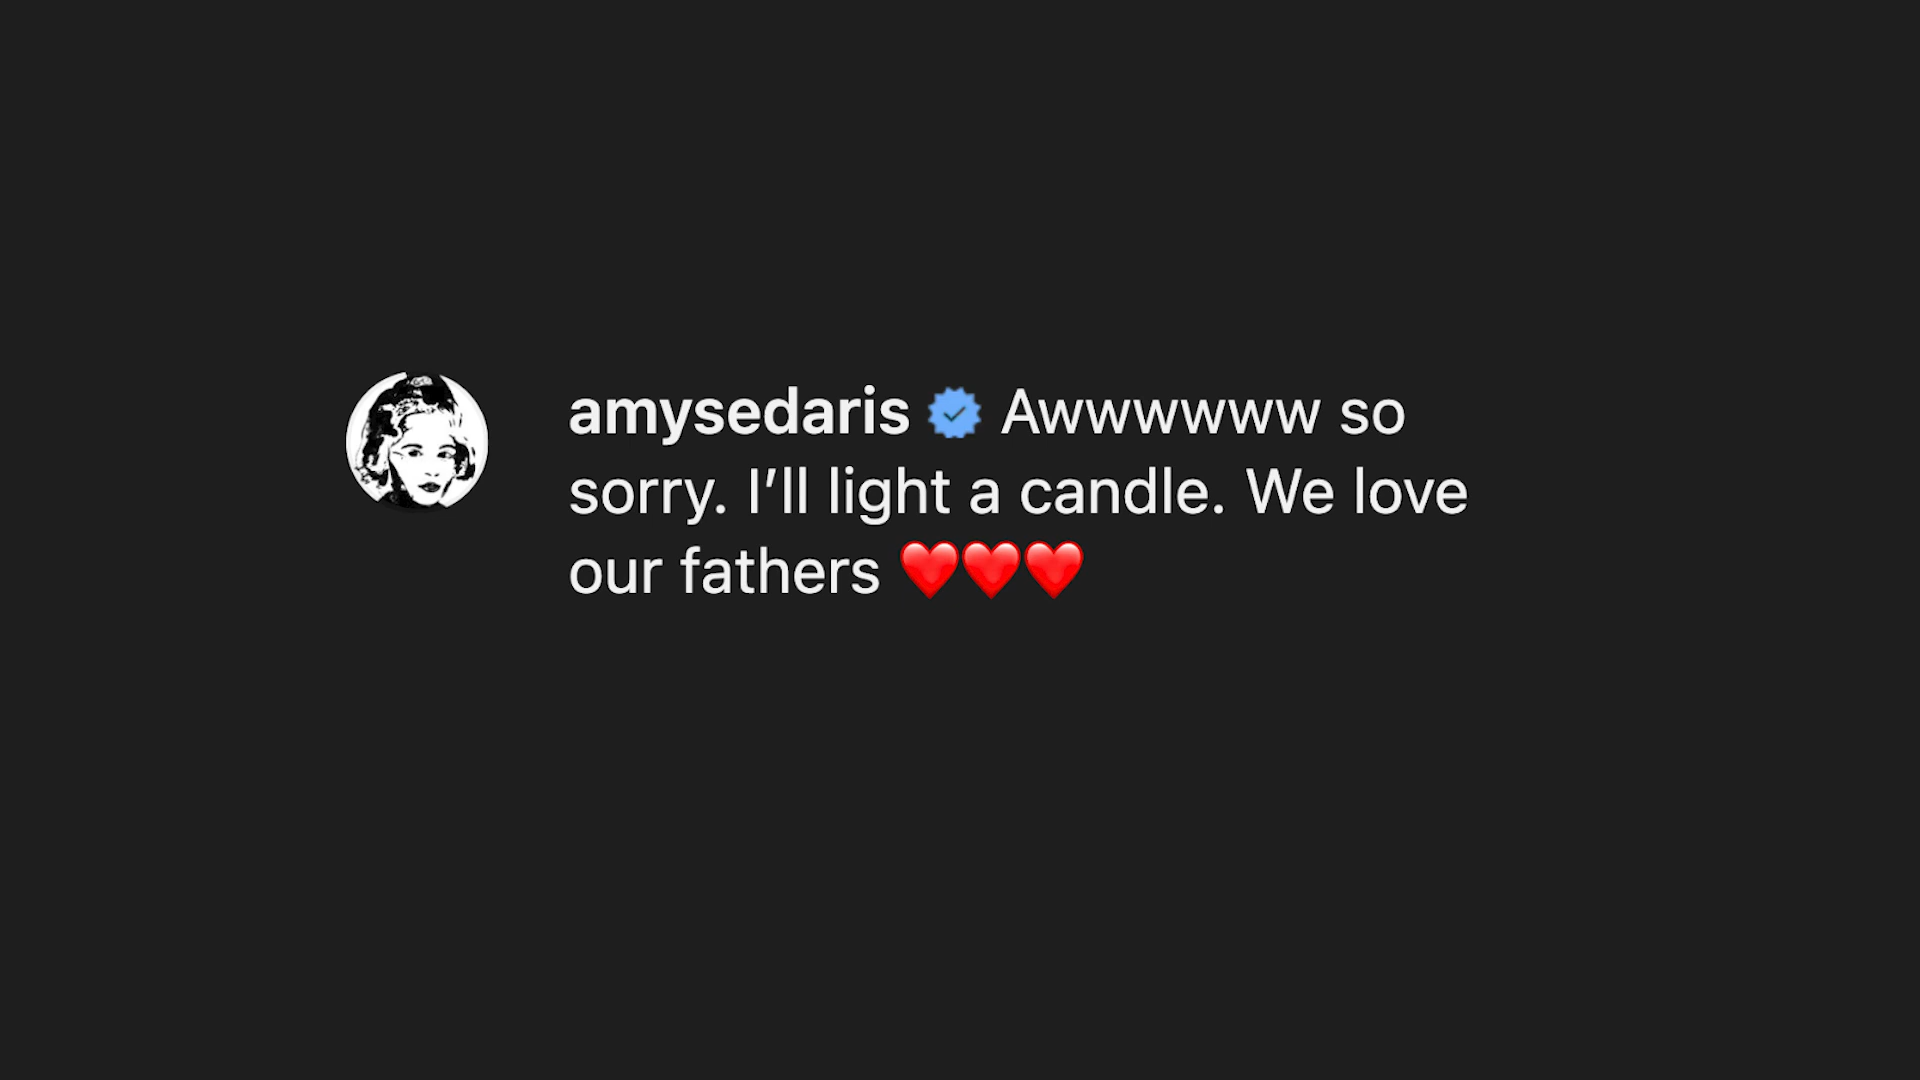 amysedaris Awwwwww so
sorry. I’ll light a candle. We love
our fathers ❤️❤️❤️